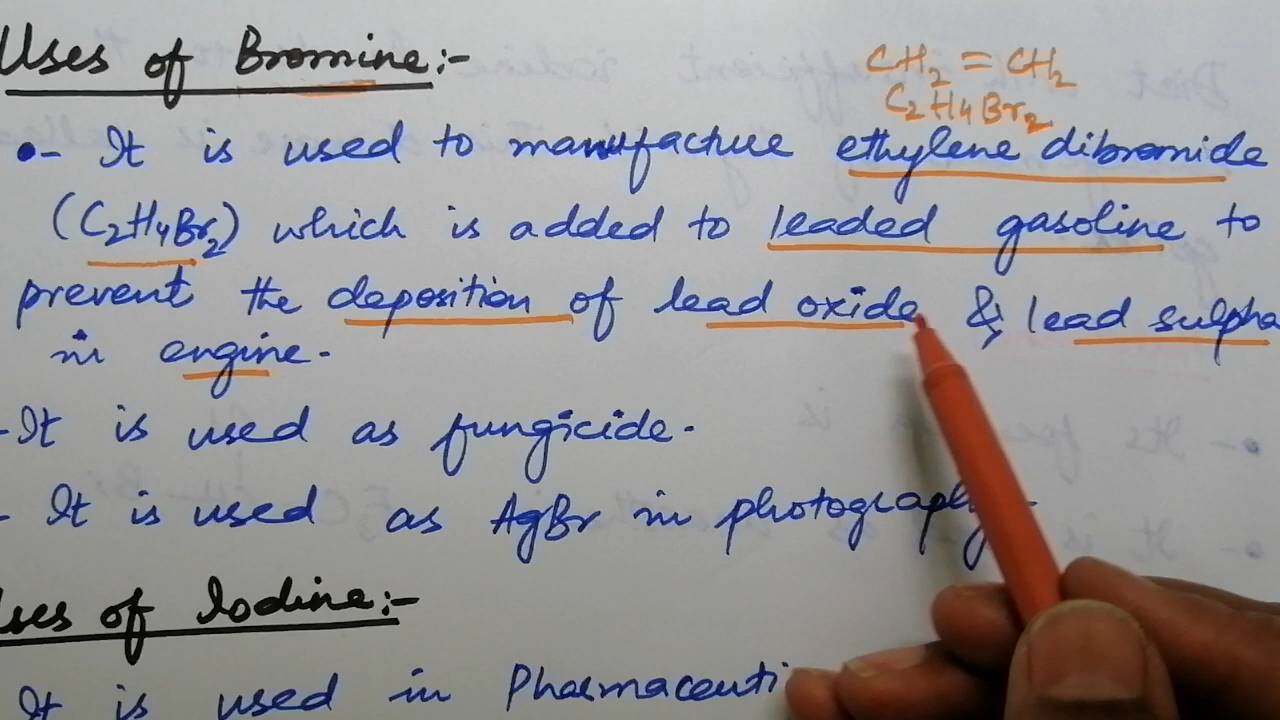 Uses of Bromine:-
CH2 = CH2
C2H4Br2
•- It is used to manufacture ethylene dibromide
(C2H4Br2) which is added to leaded gasoline to
prevent the deposition of lead oxide & lead sulpha
in engine.
- It is used as fungicide.
- It is used as AgBr in photography.
Uses of Iodine:-
It is used in Pharmaceuti